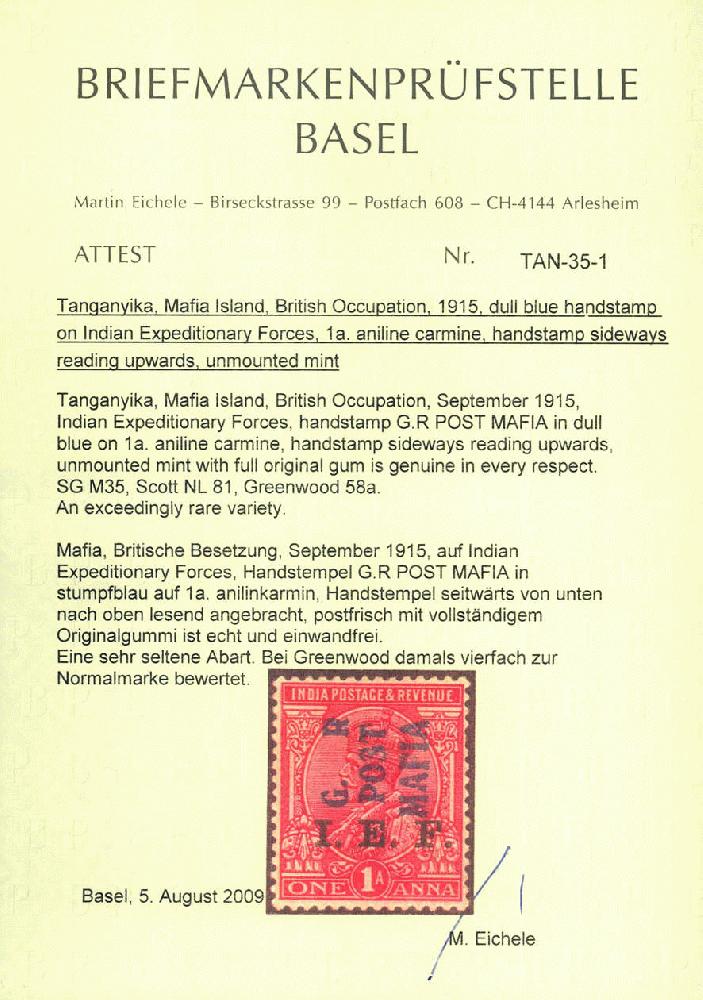 BRIEFMARKENPRÜFSTELLE
BASEL
Martin Eichele – Birseckstrasse 99 – Postfach 608 – CH-4144 Arlesheim
ATTEST Nr. TAN-35-1
Tanganyika, Mafia Island, British Occupation, 1915, dull blue handstamp
on Indian Expeditionary Forces, 1a. aniline carmine, handstamp sideways
reading upwards, unmounted mint
Tanganyika, Mafia Island, British Occupation, September 1915,
Indian Expeditionary Forces, handstamp G.R POST MAFIA in dull
blue on 1a. aniline carmine, handstamp sideways reading upwards,
unmounted mint with full original gum is genuine in every respect.
SG M35, Scott NL 81, Greenwood 58a.
An exceedingly rare variety.
Mafia, Britische Besetzung, September 1915, auf Indian
Expeditionary Forces, Handstempel G.R POST MAFIA in
stumpfblau auf 1a. anilinkarmin, Handstempel seitwärts von unten
nach oben lesend angebracht, postfrisch mit vollständigem
Originalgummi ist echt und einwandfrei.
Eine sehr seltene Abart. Bei Greenwood damals vierfach zur
Normalmarke bewertet.
INDIA POSTAGE & REVENUE
G. R
POST
MAFIA
I. E. F.
ONE 1A ANNA
Basel, 5. August 2009
M. Eichele